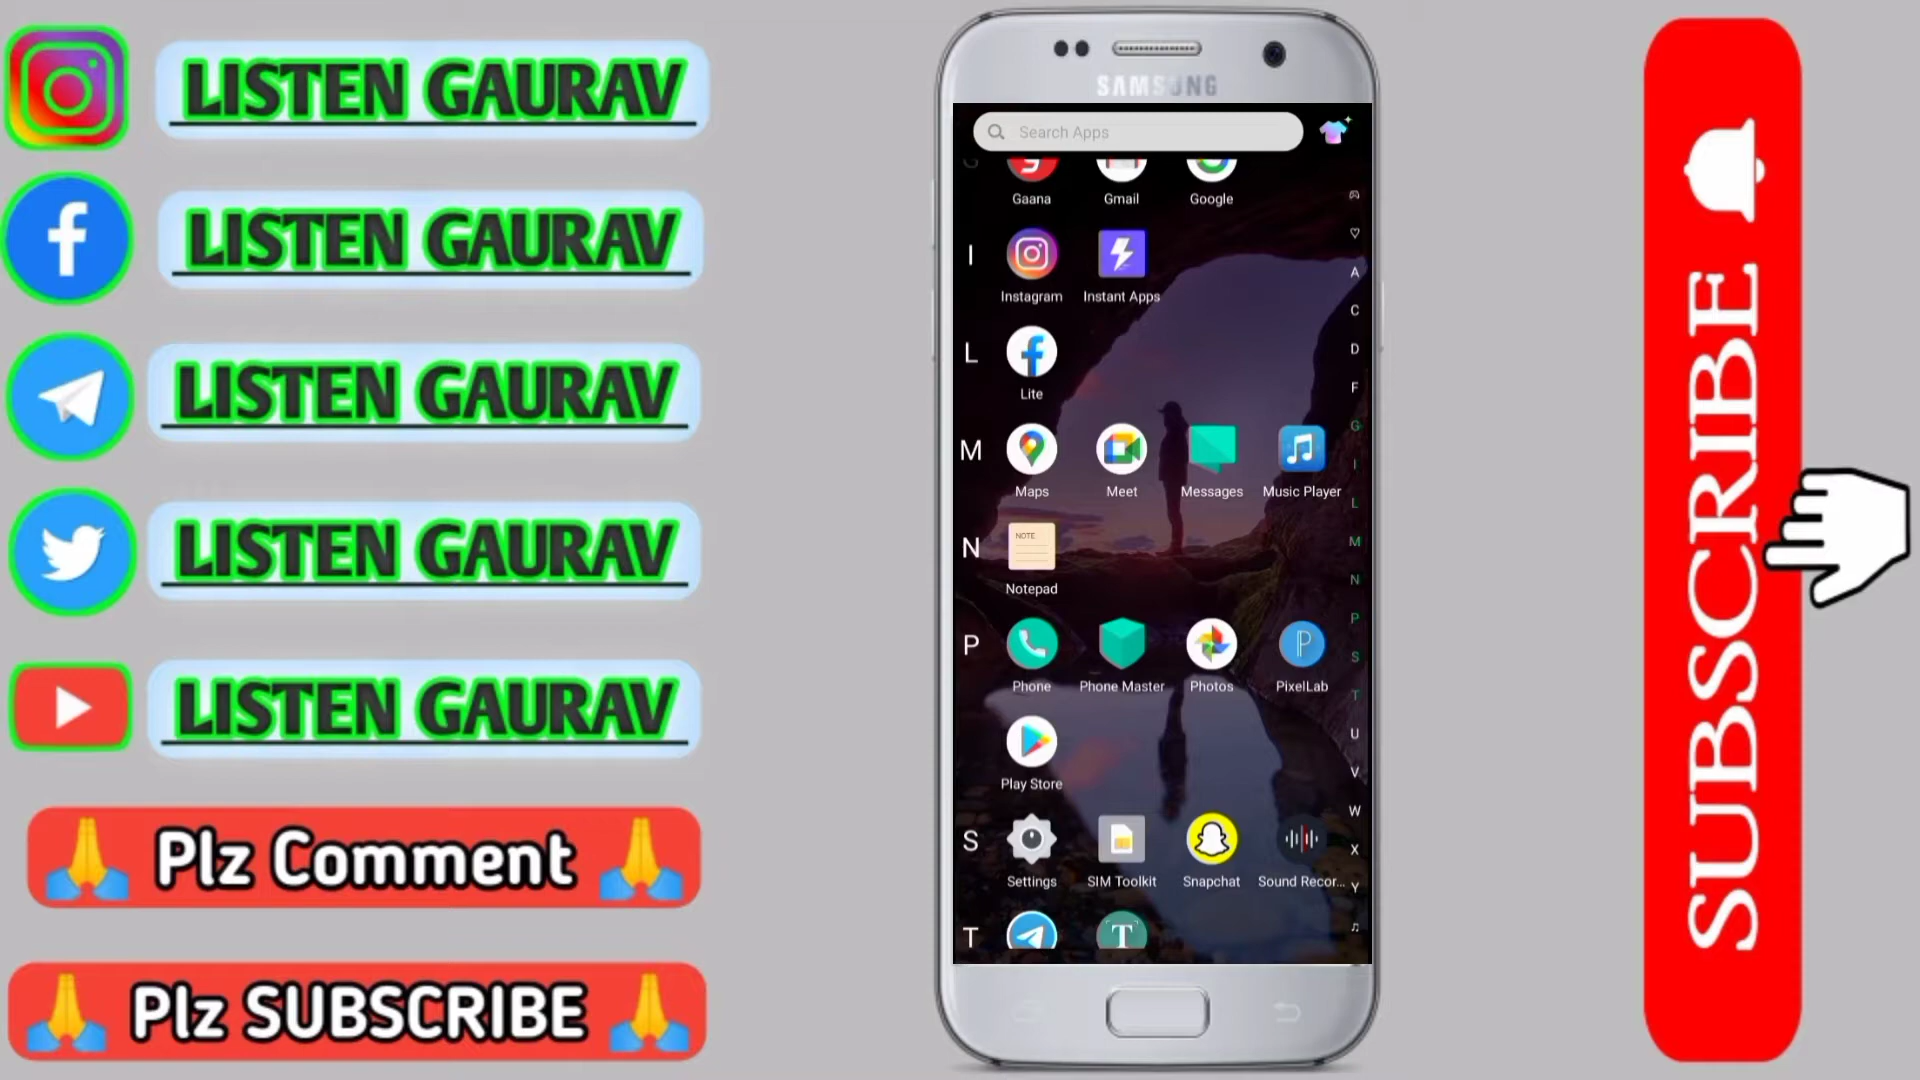 LISTEN GAURAV
LISTEN GAURAV
LISTEN GAURAV
LISTEN GAURAV
LISTEN GAURAV
Plz Comment
Plz SUBSCRIBE
SAMSUNG
Search Apps
G
Gaana Gmail Google
I
Instagram Instant Apps
L
Lite
M
Maps Meet Messages Music Player
N
NOTE
Notepad
P
Phone Phone Master Photos PixelLab
Play Store
S
Settings SIM Toolkit Snapchat Sound Recor...
T
T
A
C
D
F
G
I
L
M
N
P
S
T
U
V
W
X
Y
SUBSCRIBE